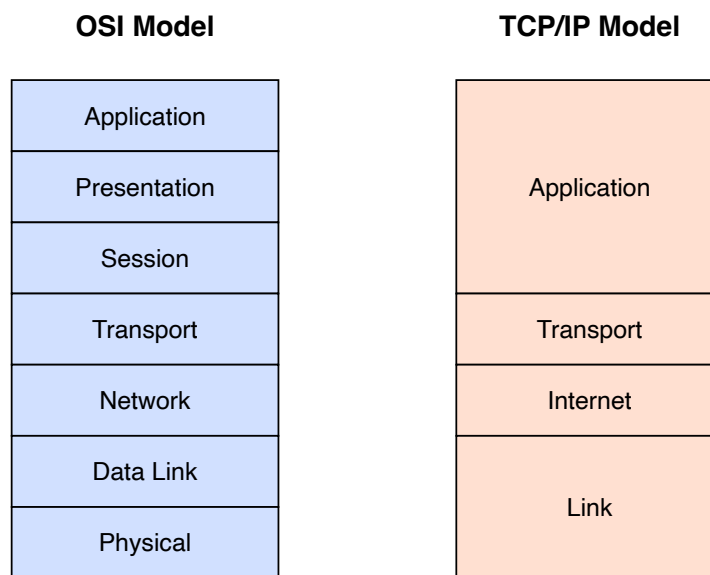 OSI Model
Application
Presentation
Session
Transport
Network
Data Link
Physical
TCP/IP Model
Application
Transport
Internet
Link